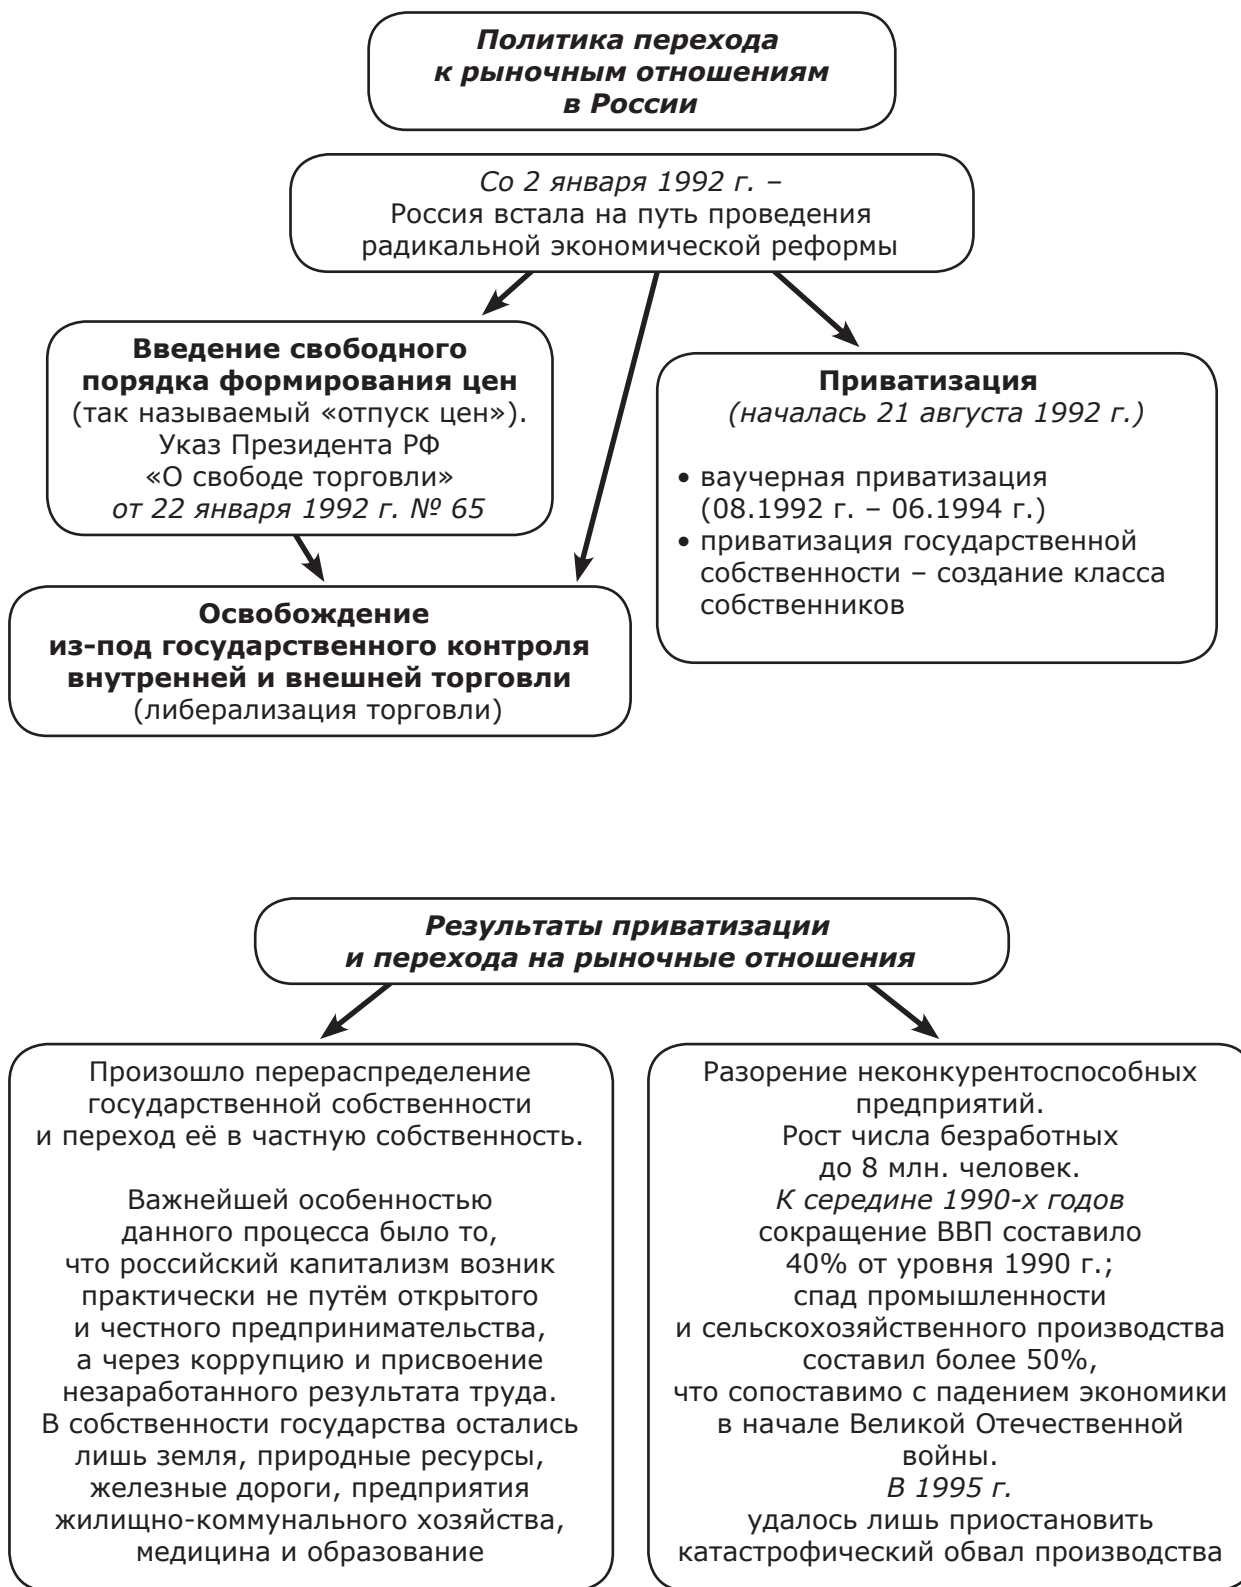 Политика перехода
к рыночным отношениям
в России
Со 2 января 1992 г. –
Россия встала на путь проведения
радикальной экономической реформы
Введение свободного
порядка формирования цен
(так называемый «отпуск цен»).
Указ Президента РФ
«О свободе торговли»
от 22 января 1992 г. № 65
Приватизация
(началась 21 августа 1992 г.)
• ваучерная приватизация
(08.1992 г. – 06.1994 г.)
• приватизация государственной
собственности – создание класса
собственников
Освобождение
из-под государственного контроля
внутренней и внешней торговли
(либерализация торговли)
Результаты приватизации
и перехода на рыночные отношения
Произошло перераспределение
государственной собственности
и переход её в частную собственность.
Важнейшей особенностью
данного процесса было то,
что российский капитализм возник
практически не путём открытого
и честного предпринимательства,
а через коррупцию и присвоение
незаработанного результата труда.
В собственности государства остались
лишь земля, природные ресурсы,
железные дороги, предприятия
жилищно-коммунального хозяйства,
медицина и образование
Разорение неконкурентоспособных
предприятий.
Рост числа безработных
до 8 млн. человек.
К середине 1990-х годов
сокращение ВВП составило
40% от уровня 1990 г.;
спад промышленности
и сельскохозяйственного производства
составил более 50%,
что сопоставимо с падением экономики
в начале Великой Отечественной
войны.
В 1995 г.
удалось лишь приостановить
катастрофический обвал производства